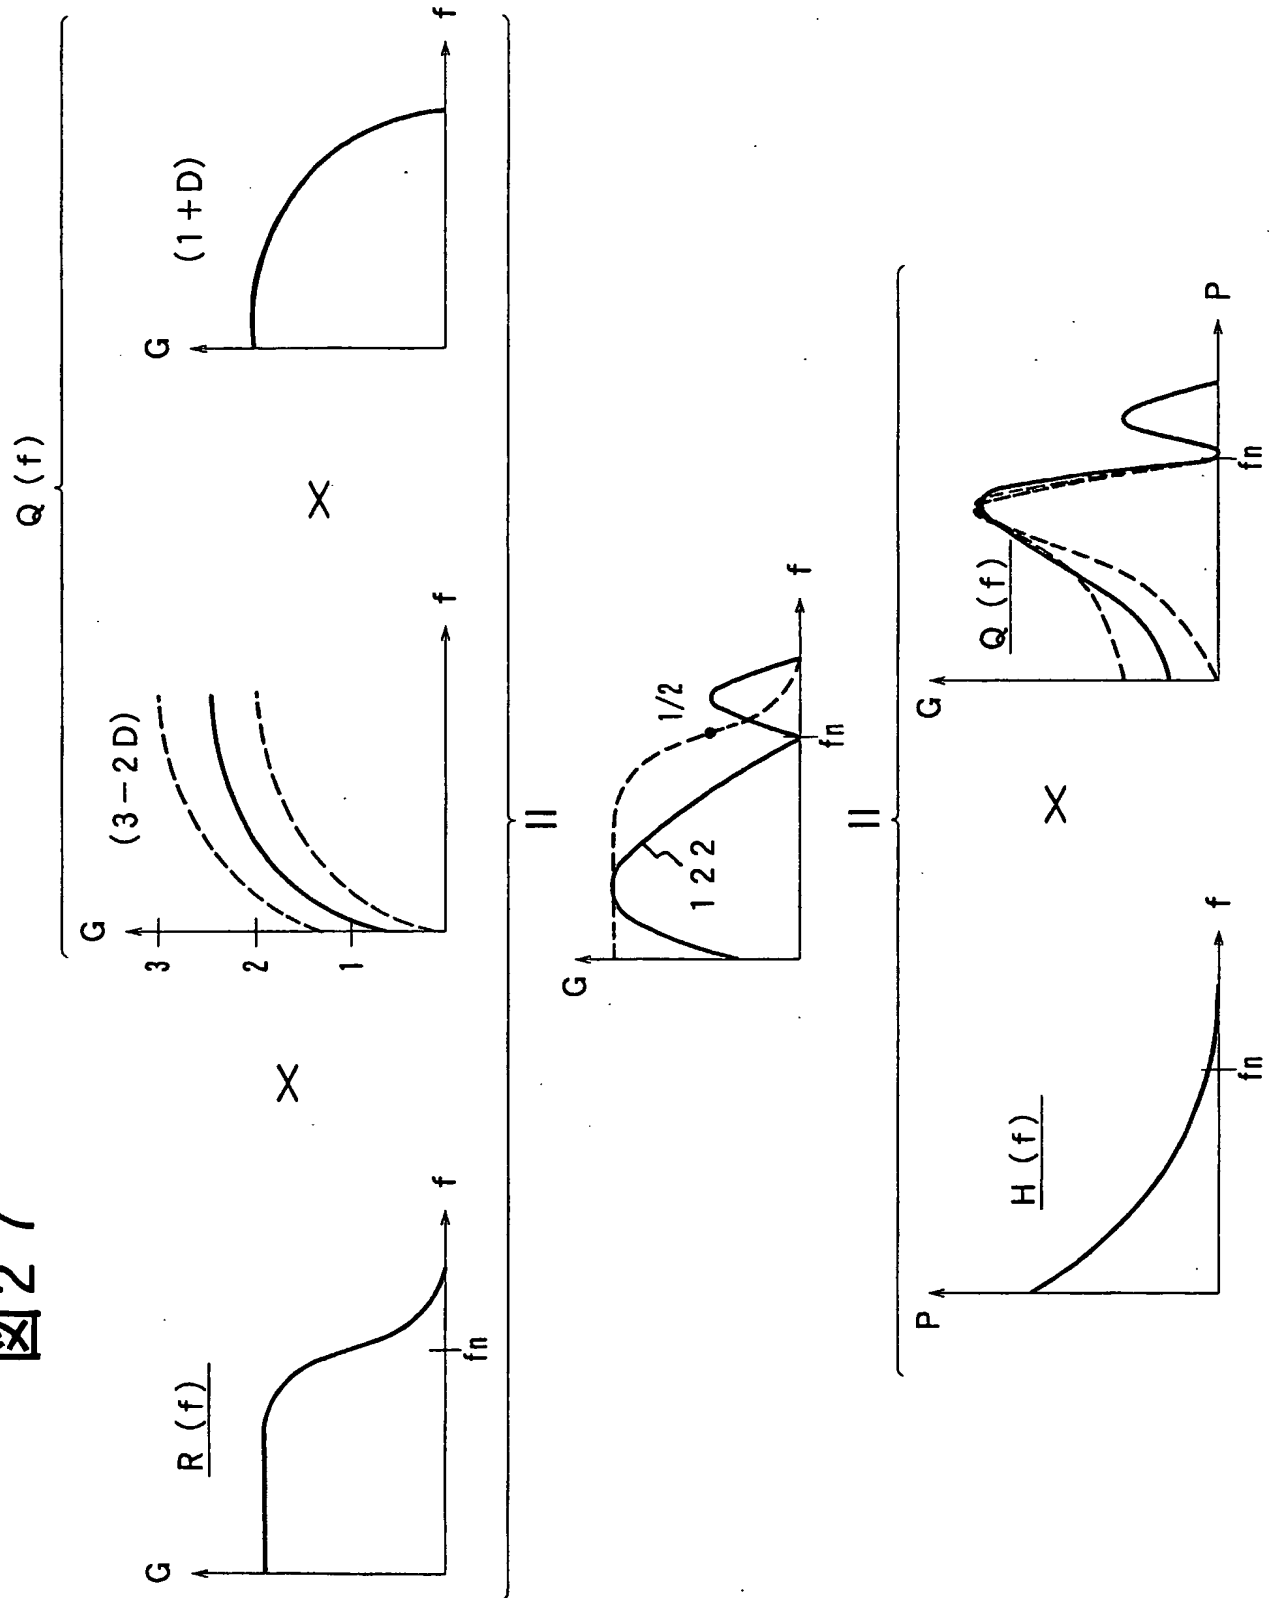 図27
Q (f)
R (f)
G
f
fn
×
(3-2D)
G
3
2
1
f
×
(1+D)
G
f
=
G
1/2
122
fn
f
=
H (f)
P
fn
f
×
Q (f)
G
fn
P